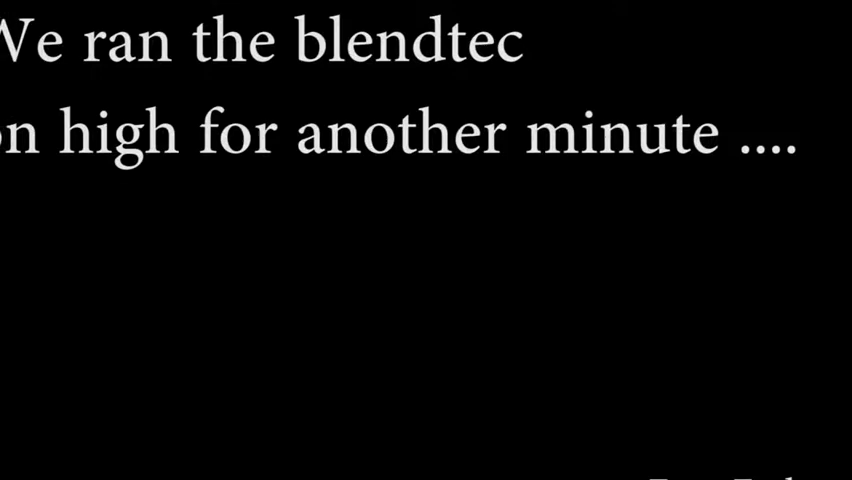 We ran the blendtec
on high for another minute ....